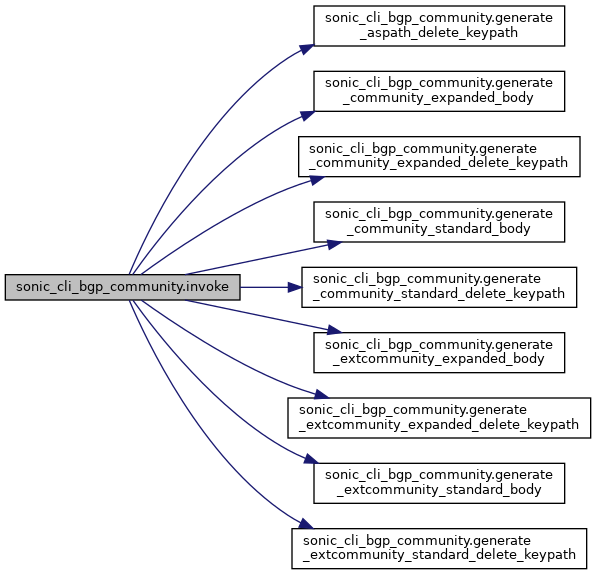 sonic_cli_bgp_community.generate
_aspath_delete_keypath
sonic_cli_bgp_community.generate
_community_expanded_body
sonic_cli_bgp_community.generate
_community_expanded_delete_keypath
sonic_cli_bgp_community.generate
_community_standard_body
sonic_cli_bgp_community.invoke
sonic_cli_bgp_community.generate
_community_standard_delete_keypath
sonic_cli_bgp_community.generate
_extcommunity_expanded_body
sonic_cli_bgp_community.generate
_extcommunity_expanded_delete_keypath
sonic_cli_bgp_community.generate
_extcommunity_standard_body
sonic_cli_bgp_community.generate
_extcommunity_standard_delete_keypath